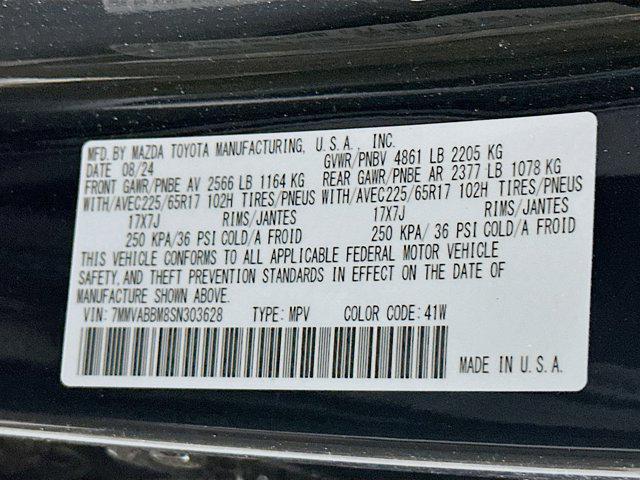 MFD. BY MAZDA TOYOTA MANUFACTURING, U.S.A., INC.
DATE 08/24 GVWR/PNBV 4861 LB 2205 KG
FRONT GAWR/PNBE AV 2566 LB 1164 KG REAR GAWR/PNBE AR 2377 LB 1078 KG
WITH/AVEC225/65R17 102H TIRES/PNEUS WITH/AVEC225/65R17 102H TIRES/PNEUS
17X7J RIMS/JANTES 17X7J RIMS/JANTES
250 KPA/36 PSI COLD/A FROID 250 KPA/36 PSI COLD/A FROID
THIS VEHICLE CONFORMS TO ALL APPLICABLE FEDERAL MOTOR VEHICLE
SAFETY, AND THEFT PREVENTION STANDARDS IN EFFECT ON THE DATE OF
MANUFACTURE SHOWN ABOVE.
VIN: 7MMVABBM8SN303628 TYPE: MPV COLOR CODE: 41W
MADE IN U.S.A.